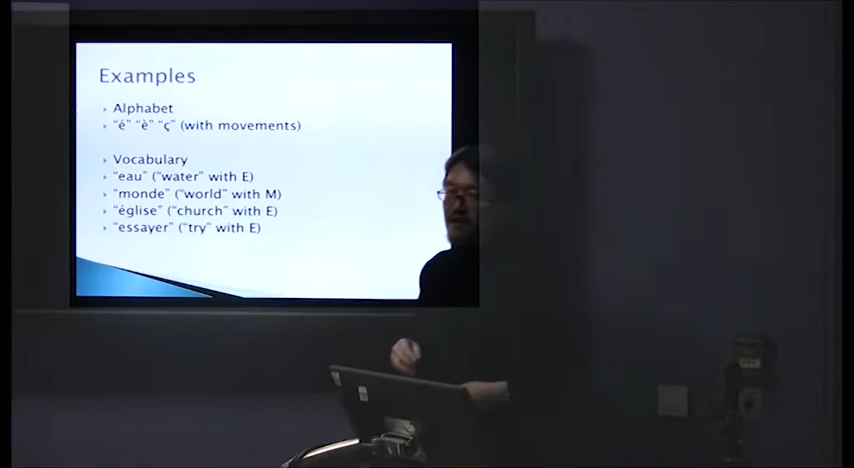 Examples
Alphabet
"é" "è" "ç" (with movements)
Vocabulary
"eau" ("water" with E)
"monde" ("world" with M)
"église" ("church" with E)
"essayer" ("try" with E)